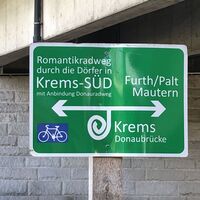 Romantikradweg
durch die Dörfer in
Krems-SÜD
mit Anbindung Donauradweg
Furth/Palt
Mautern
Krems
Donaubrücke